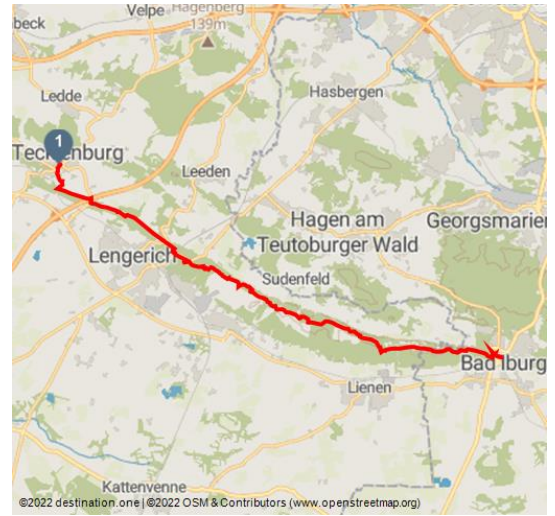 Velpe
Hagenberg
139m
beck
Ledde
Hasbergen
1
Tecklenburg
Leeden
Hagen am
Teutoburger Wald
Georgsmarien
Lengerich
Sudenfeld
Bad Iburg
Lienen
Kattenvenne
©2022 destination.one | ©2022 OSM & Contributors (www.openstreetmap.org)